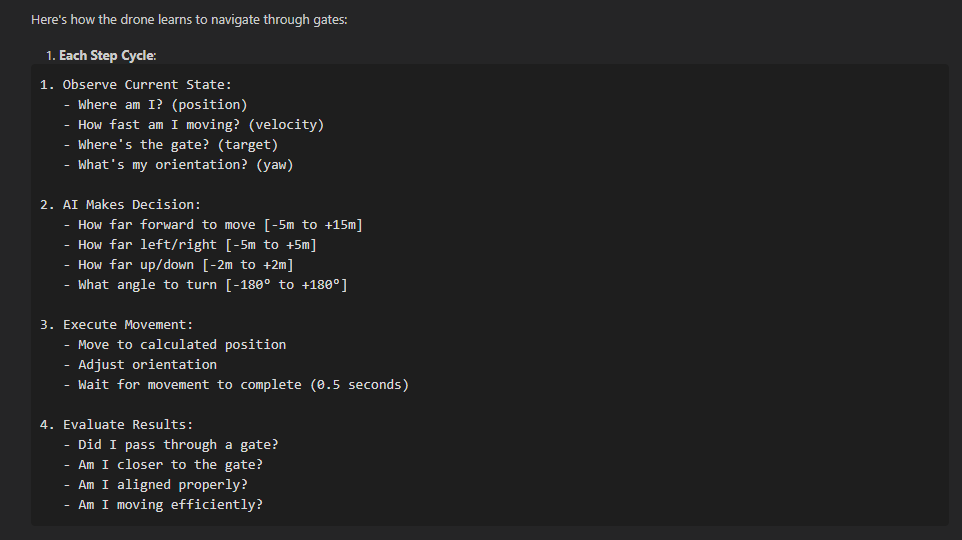 Here's how the drone learns to navigate through gates:
1. Each Step Cycle:
1. Observe Current State:
- Where am I? (position)
- How fast am I moving? (velocity)
- Where's the gate? (target)
- What's my orientation? (yaw)
2. AI Makes Decision:
- How far forward to move [-5m to +15m]
- How far left/right [-5m to +5m]
- How far up/down [-2m to +2m]
- What angle to turn [-180° to +180°]
3. Execute Movement:
- Move to calculated position
- Adjust orientation
- Wait for movement to complete (0.5 seconds)
4. Evaluate Results:
- Did I pass through a gate?
- Am I closer to the gate?
- Am I aligned properly?
- Am I moving efficiently?